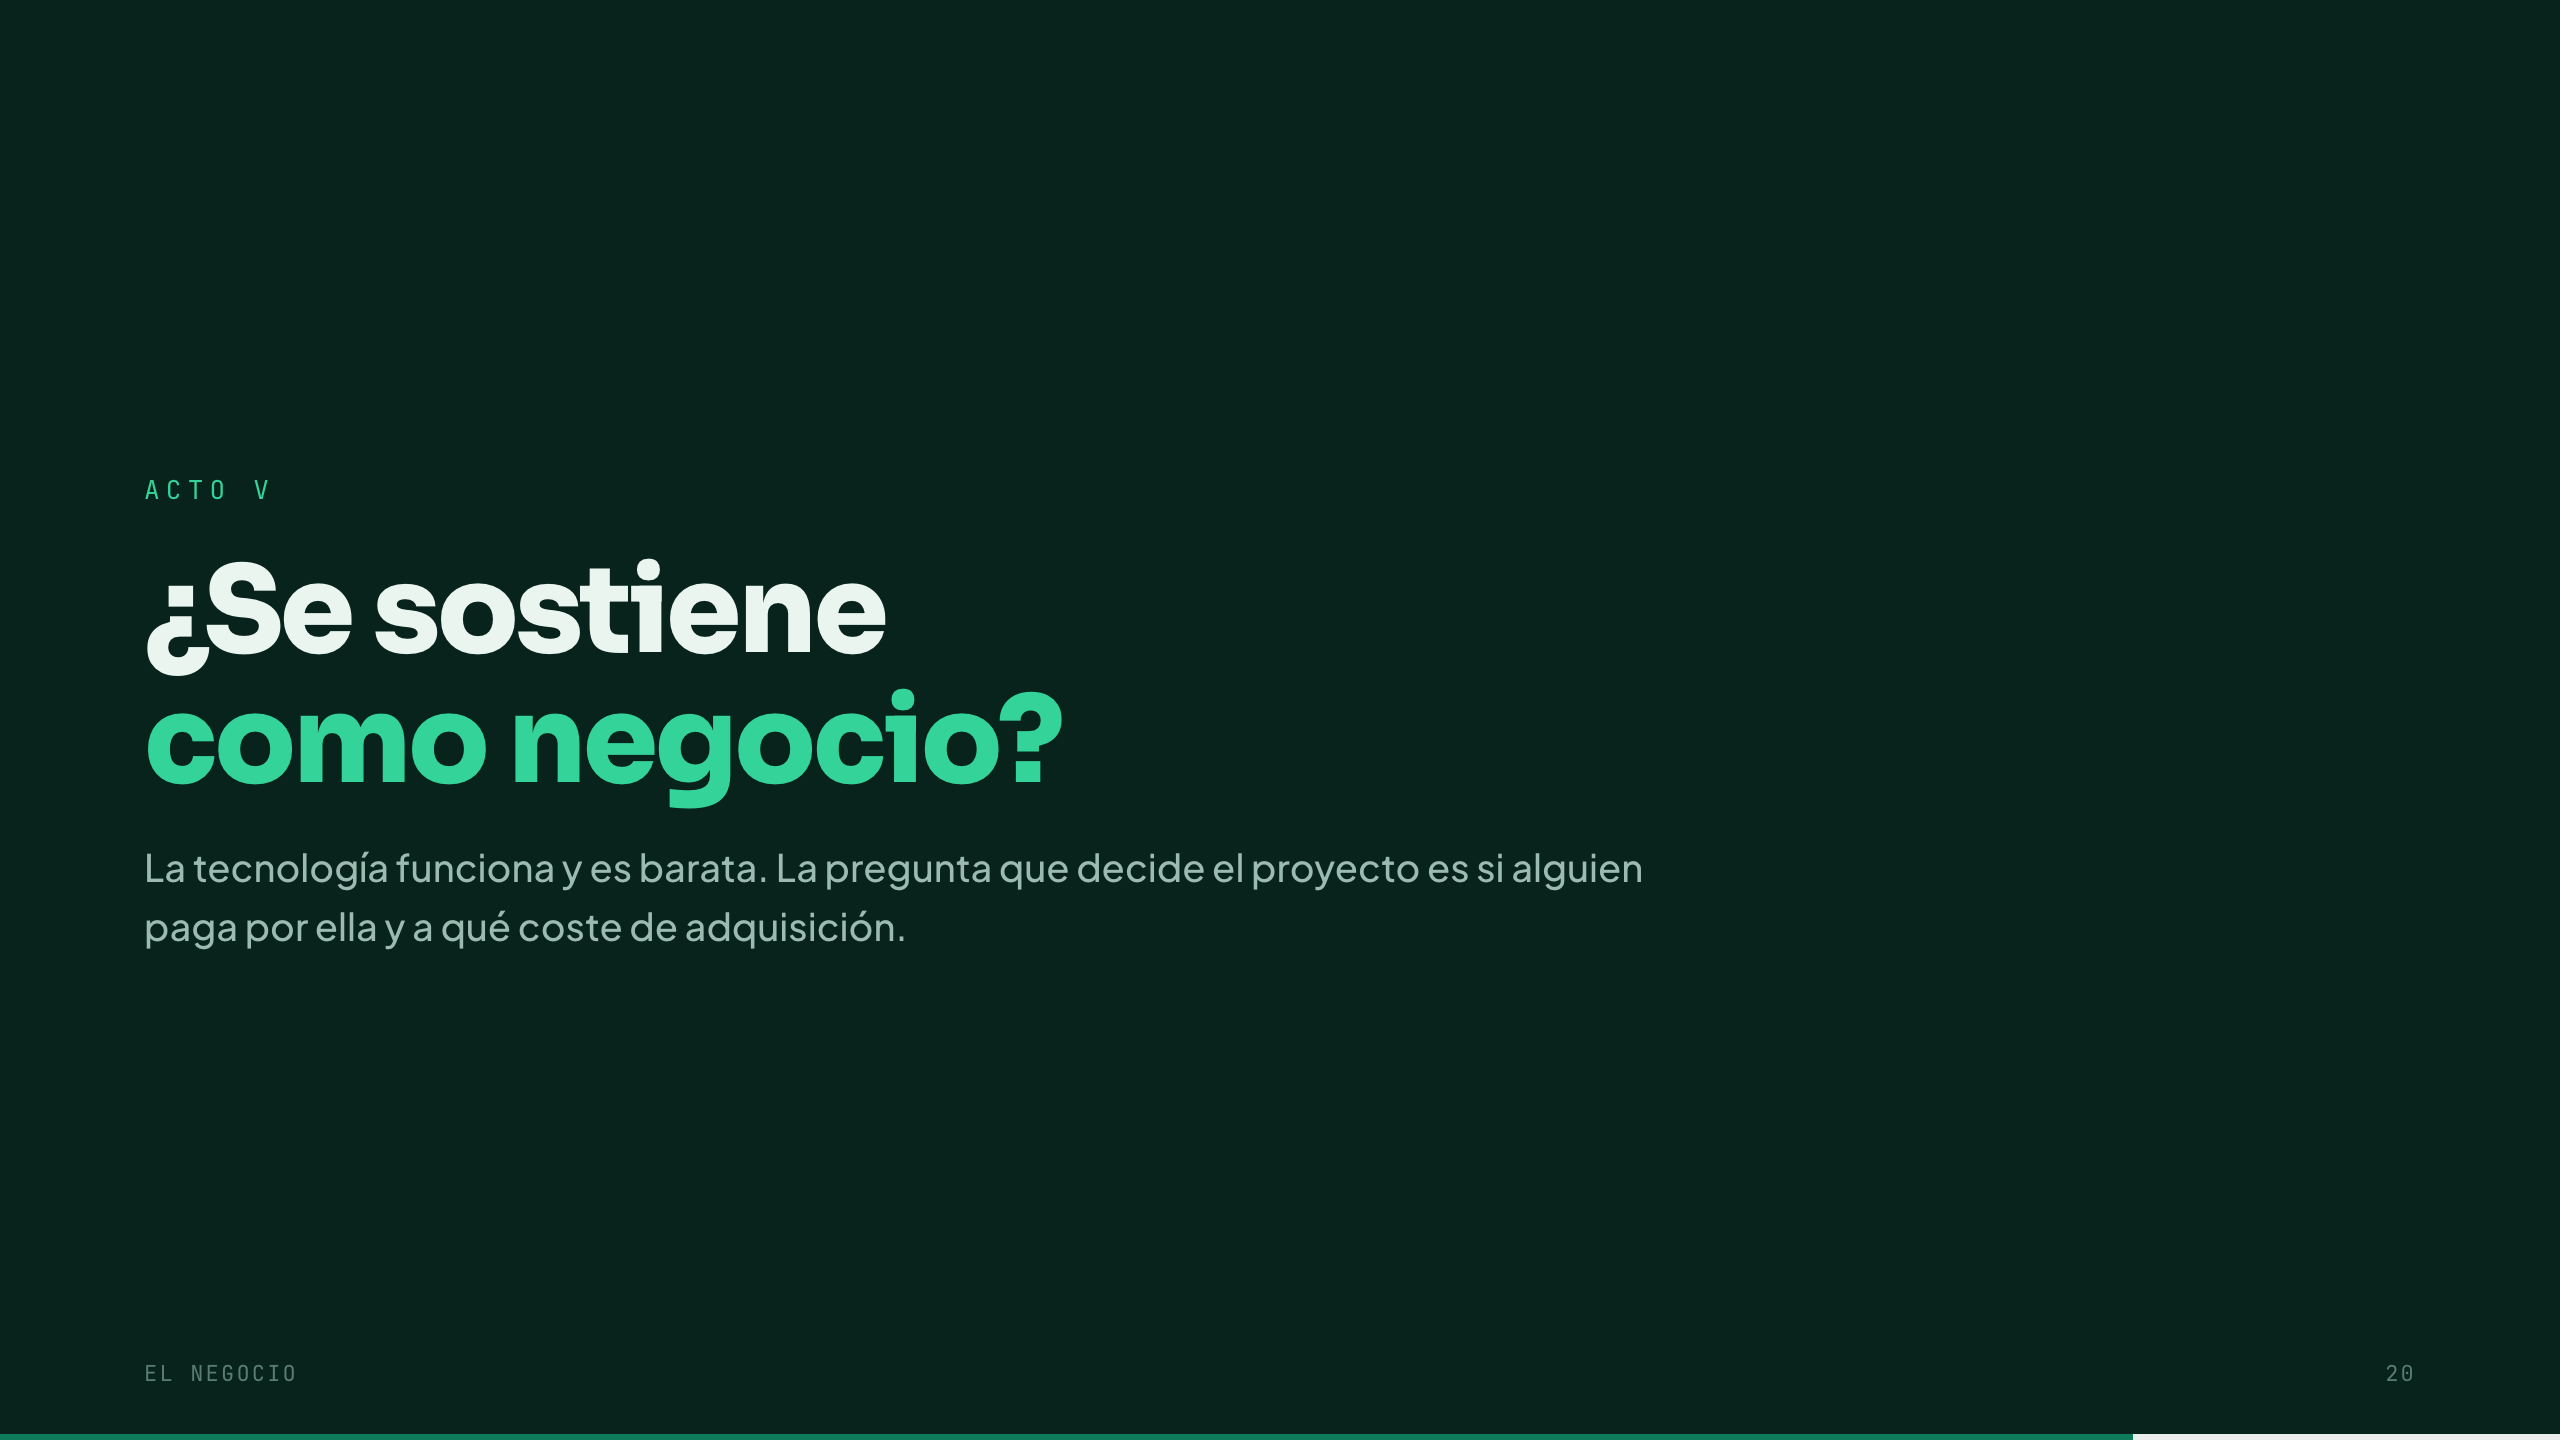 ACTO V
¿Se sostiene
como negocio?
La tecnología funciona y es barata. La pregunta que decide el proyecto es si alguien
paga por ella y a qué coste de adquisición.
EL NEGOCIO
20